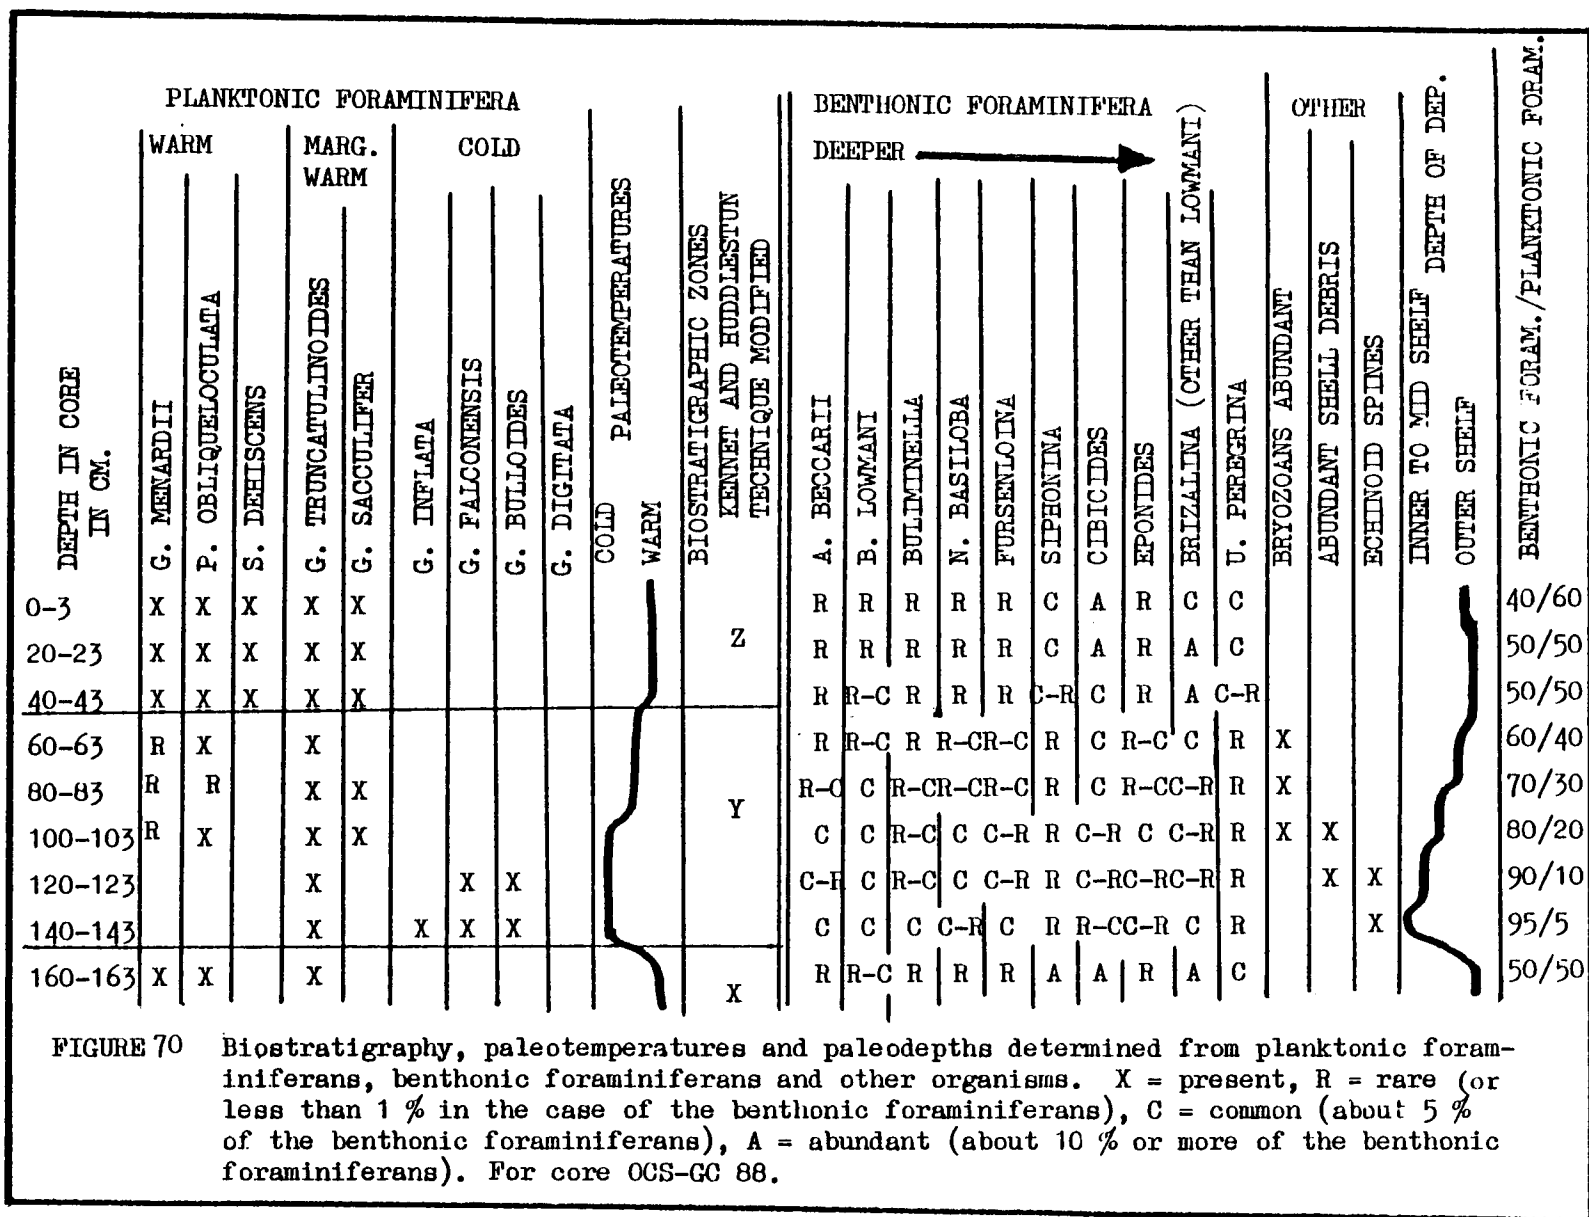 PLANKTONIC FORAMINIFERA
BENTHONIC FORAMINIFERA
OTHER
WARM
MARG. WARM
COLD
DEEPER
DEPTH IN CORE IN CM.
G. MENARDII
P. OBLIQUELOCULATA
S. DEHISCENS
G. TRUNCATULINOIDES
G. SACCULIFER
G. INFLATA
G. FALCONENSIS
G. BULLOIDES
G. DIGITATA
PALEOTEMPERATURES
COLD
WARM
BIOSTRATIGRAPHIC ZONES
KENNET AND HUDDLESTUN
TECHNIQUE MODIFIED
A. BECCARII
B. LOWMANI
BULIMINELLA
N. BASILOBA
FURSENLOINA
SIPHONINA
CIBICIDES
EPONIDES
BRIZALINA (OTHER THAN LOWMANI)
U. PEREGRINA
BRYOZOANS ABUNDANT
ABUNDANT SHELL DEBRIS
ECHINOID SPINES
DEPTH OF DEP.
INNER TO MID SHELF
OUTER SHELF
BENTHONIC FORAM./PLANKTONIC FORAM.
0-3 X X X X X R R R R R C A R C C 40/60
Z
20-23 X X X X X R R R R R C A R A C 50/50
40-43 X X X X X R R-C R R R C-R C R A C-R 50/50
60-63 R X X R R-C R R-C R-C R C R-C C R X 60/40
80-83 R R X X R-C C R-C R-C R-C R C R-C C-R R X 70/30
Y
100-103 R X X X C C R-C C C-R R C-R C C-R R X X 80/20
120-123 X X X C-R C R-C C C-R R C-R C-R C-R R X X 90/10
140-143 X X X X C C C C-R C R R-C C-R C R X 95/5
160-163 X X X X R R-C R R R A A R A C 50/50
FIGURE 70 Biostratigraphy, paleotemperatures and paleodepths determined from planktonic foram-
iniferans, benthonic foraminiferans and other organisms. X = present, R = rare (or
less than 1 % in the case of the benthonic foraminiferans), C = common (about 5 %
of the benthonic foraminiferans), A = abundant (about 10 % or more of the benthonic
foraminiferans). For core OCS-GC 88.